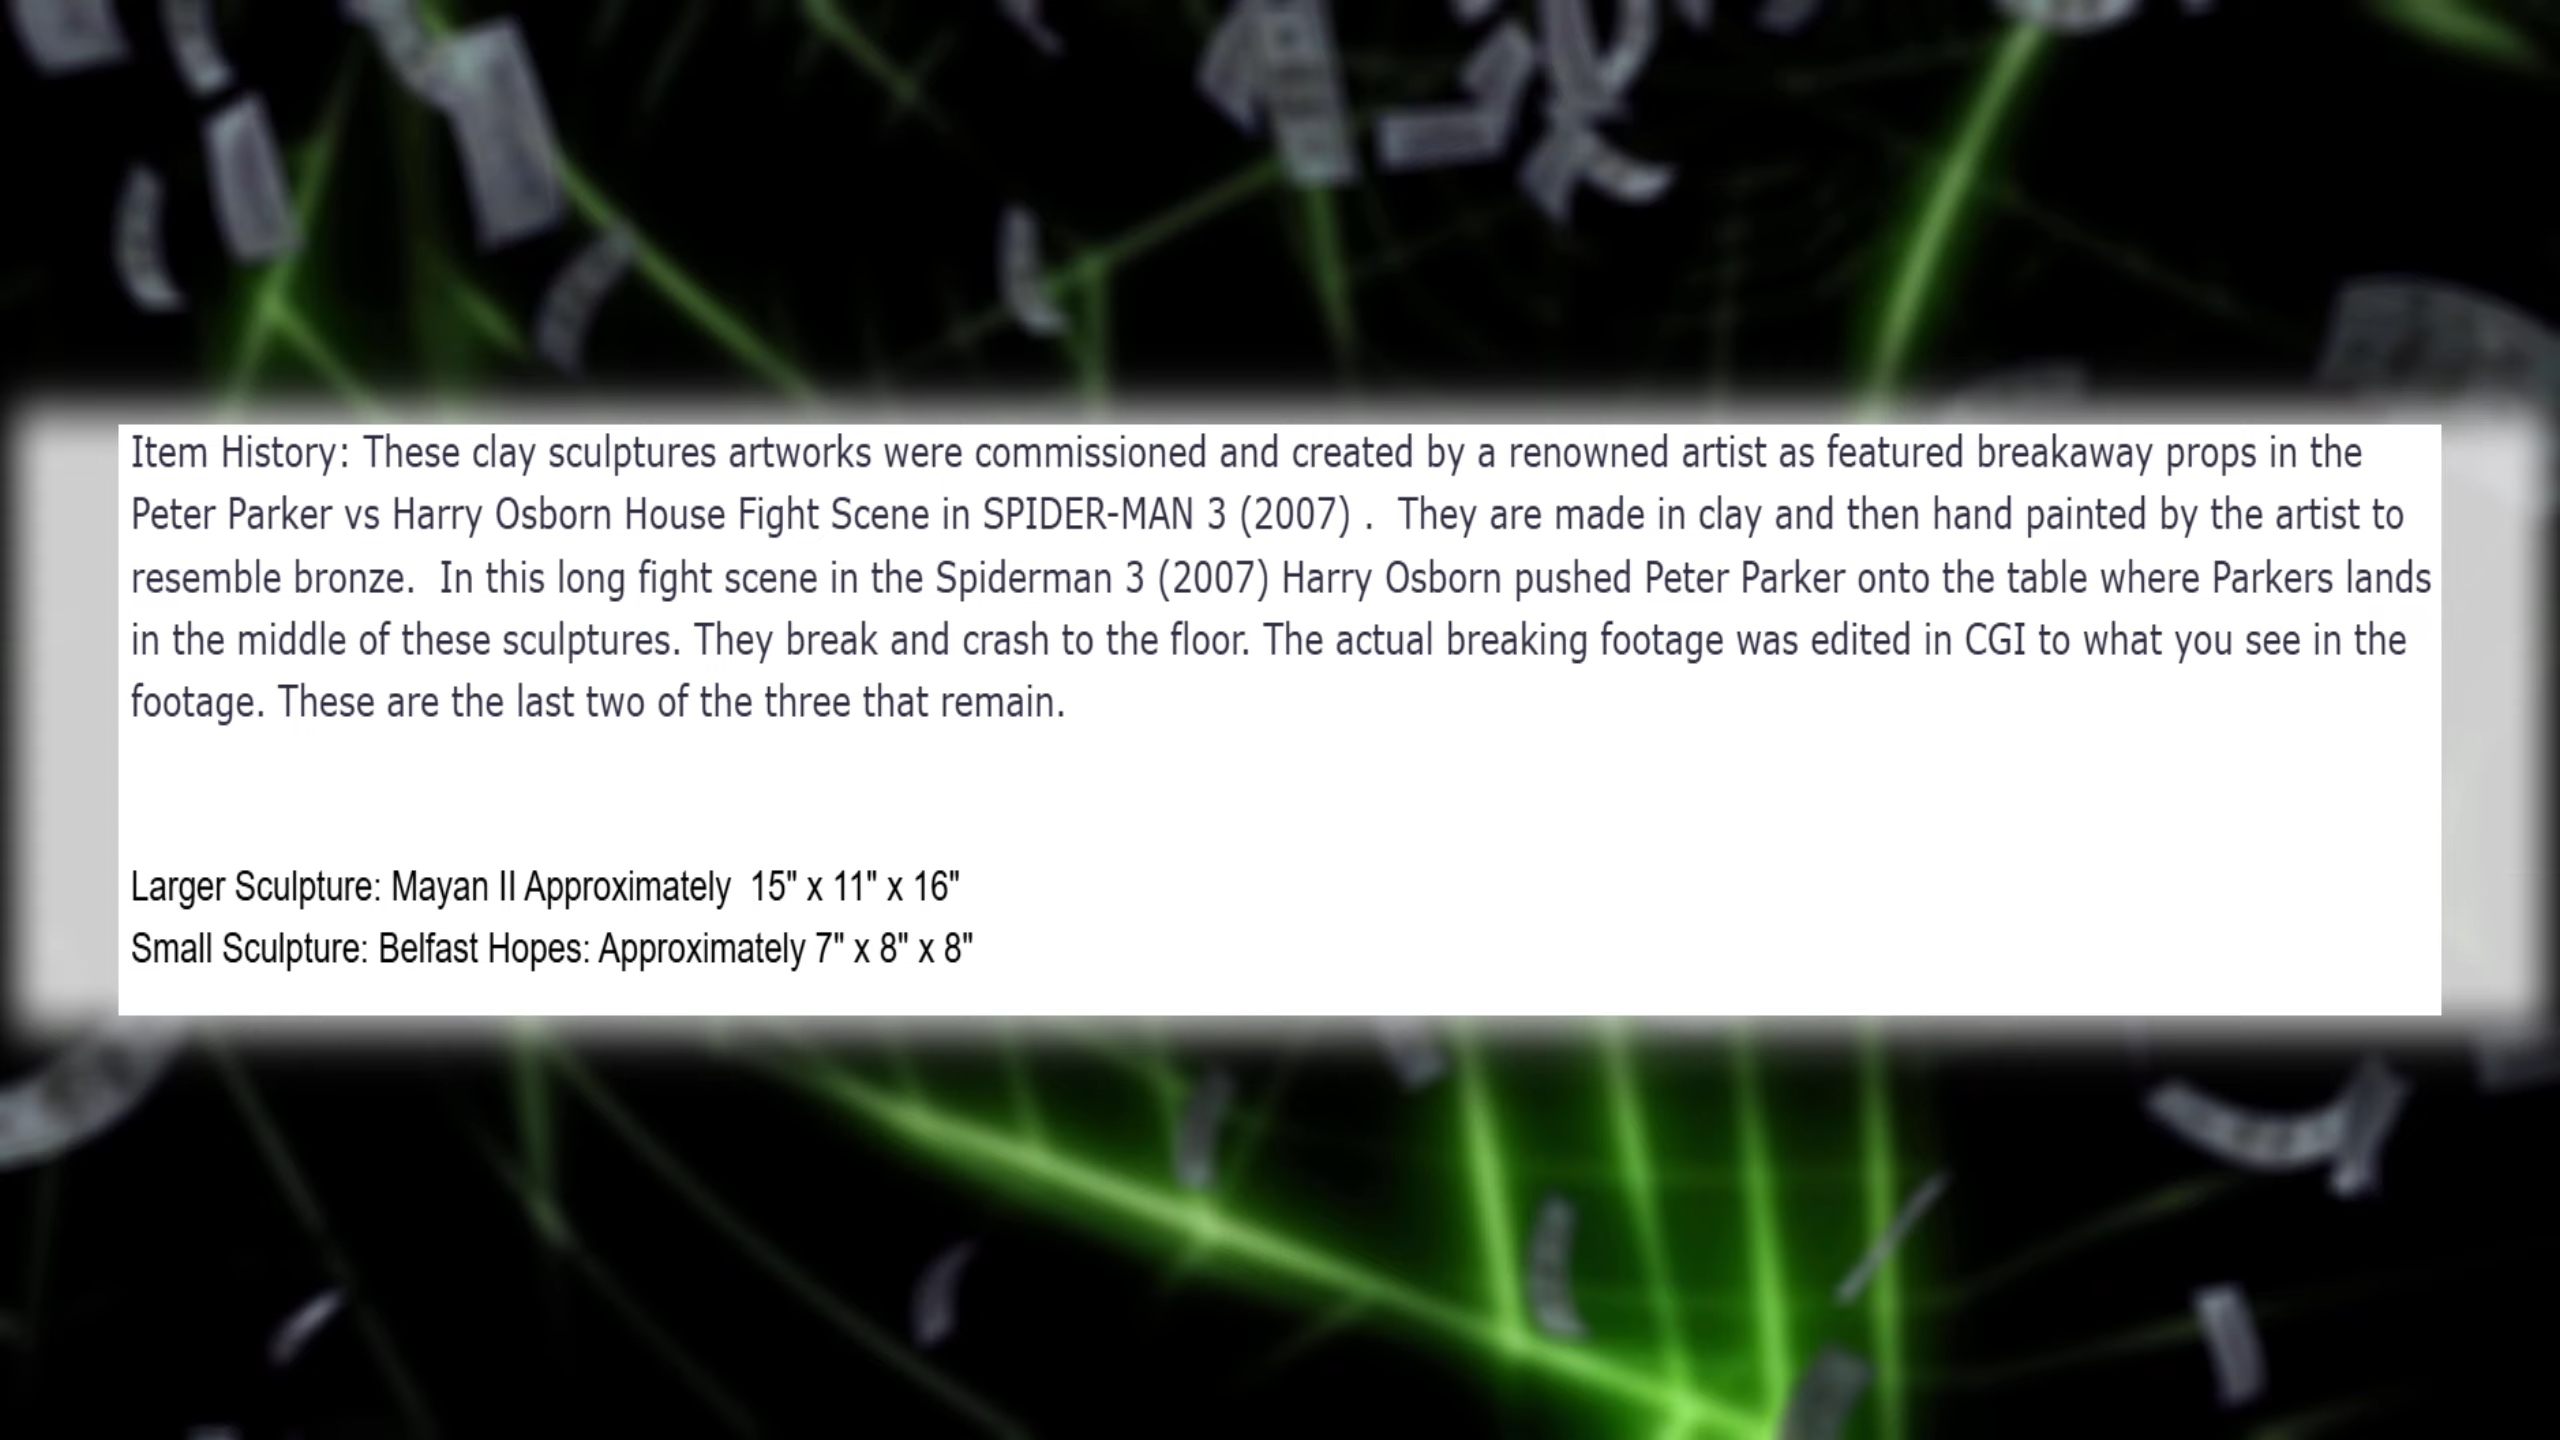 Item History: These clay sculptures artworks were commissioned and created by a renowned artist as featured breakaway props in the
Peter Parker vs Harry Osborn House Fight Scene in SPIDER-MAN 3 (2007) .  They are made in clay and then hand painted by the artist to
resemble bronze.  In this long fight scene in the Spiderman 3 (2007) Harry Osborn pushed Peter Parker onto the table where Parkers lands
in the middle of these sculptures. They break and crash to the floor. The actual breaking footage was edited in CGI to what you see in the
footage. These are the last two of the three that remain.
Larger Sculpture: Mayan II Approximately  15" x 11" x 16"
Small Sculpture: Belfast Hopes: Approximately 7" x 8" x 8"